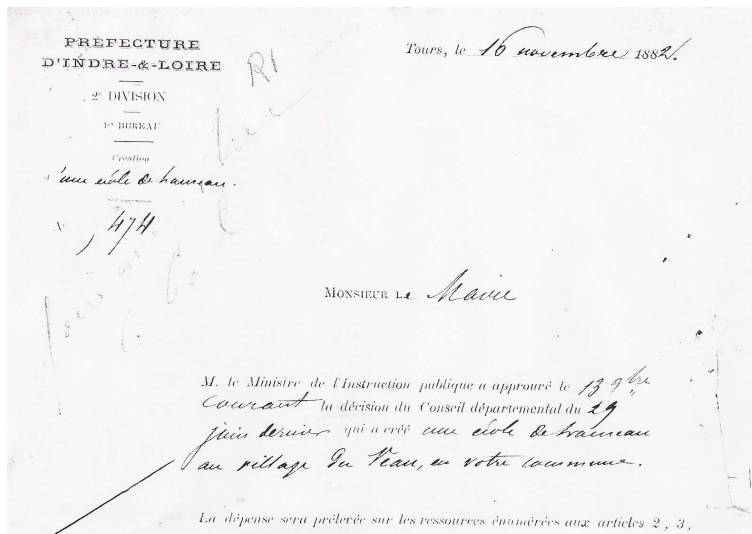 PRÉFECTURE
D'INDRE-&-LOIRE
2e DIVISION
1er BUREAU
Création
d'une école de hameau.
N° 474
R1
Tours, le 16 novembre 1882.
MONSIEUR Le Maire
M. le Ministre de l'Instruction publique a approuvé le 13 9bre
courant la décision du Conseil départemental du 29
juin dernier qui a créé une école de hameau
au village du Veau, en votre commune.
La dépense sera prélevée sur les ressources énumérées aux articles 2, 3,